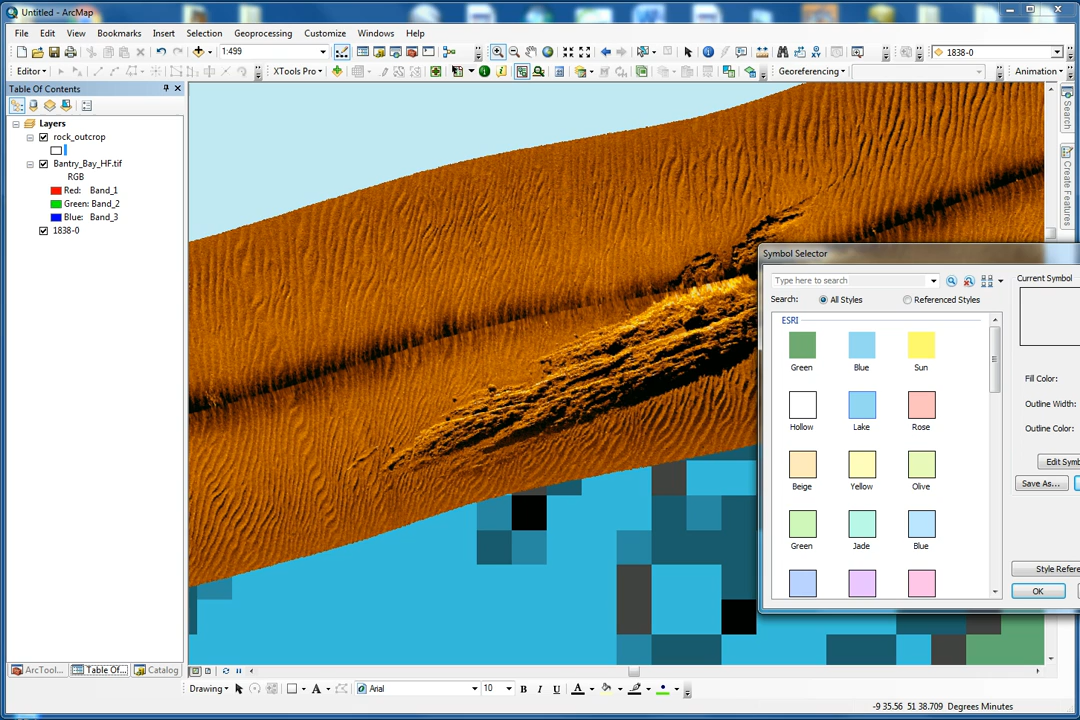 Untitled - ArcMap
File Edit View Bookmarks Insert Selection Geoprocessing Customize Windows Help
1:499 1838-0
Editor XTools Pro Georeferencing Animation
Table Of Contents
Layers
rock_outcrop
Bantry_Bay_HF.tif
RGB
Red: Band_1
Green: Band_2
Blue: Band_3
1838-0
Search
Create Features
Symbol Selector
Type here to search
Search: All Styles Referenced Styles
ESRI
Green Blue Sun
Hollow Lake Rose
Beige Yellow Olive
Green Jade Blue
Current Symbol
Fill Color:
Outline Width:
Outline Color:
Edit Symb
Save As...
Style Refere
OK
ArcTool... Table Of... Catalog
Drawing A Arial 10 B I U A
-9 35.56 51 38.709 Degrees Minutes